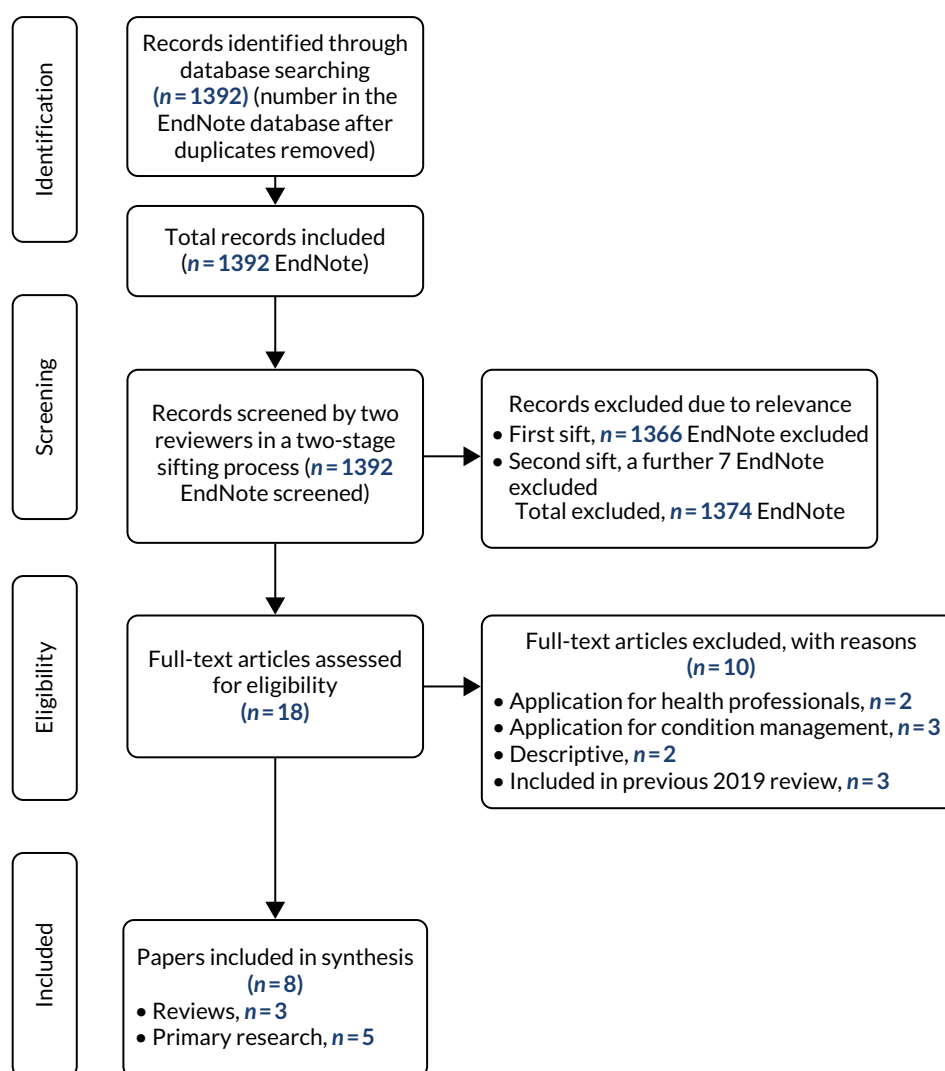 Identification
Records identified through
database searching
(n = 1392) (number in the
EndNote database after
duplicates removed)
Total records included
(n = 1392 EndNote)
Screening
Records screened by two
reviewers in a two-stage
sifting process (n = 1392
EndNote screened)
Records excluded due to relevance
• First sift, n = 1366 EndNote excluded
• Second sift, a further 7 EndNote
excluded
Total excluded, n = 1374 EndNote
Eligibility
Full-text articles assessed
for eligibility
(n = 18)
Full-text articles excluded, with reasons
(n = 10)
• Application for health professionals, n = 2
• Application for condition management, n = 3
• Descriptive, n = 2
• Included in previous 2019 review, n = 3
Included
Papers included in synthesis
(n = 8)
• Reviews, n = 3
• Primary research, n = 5